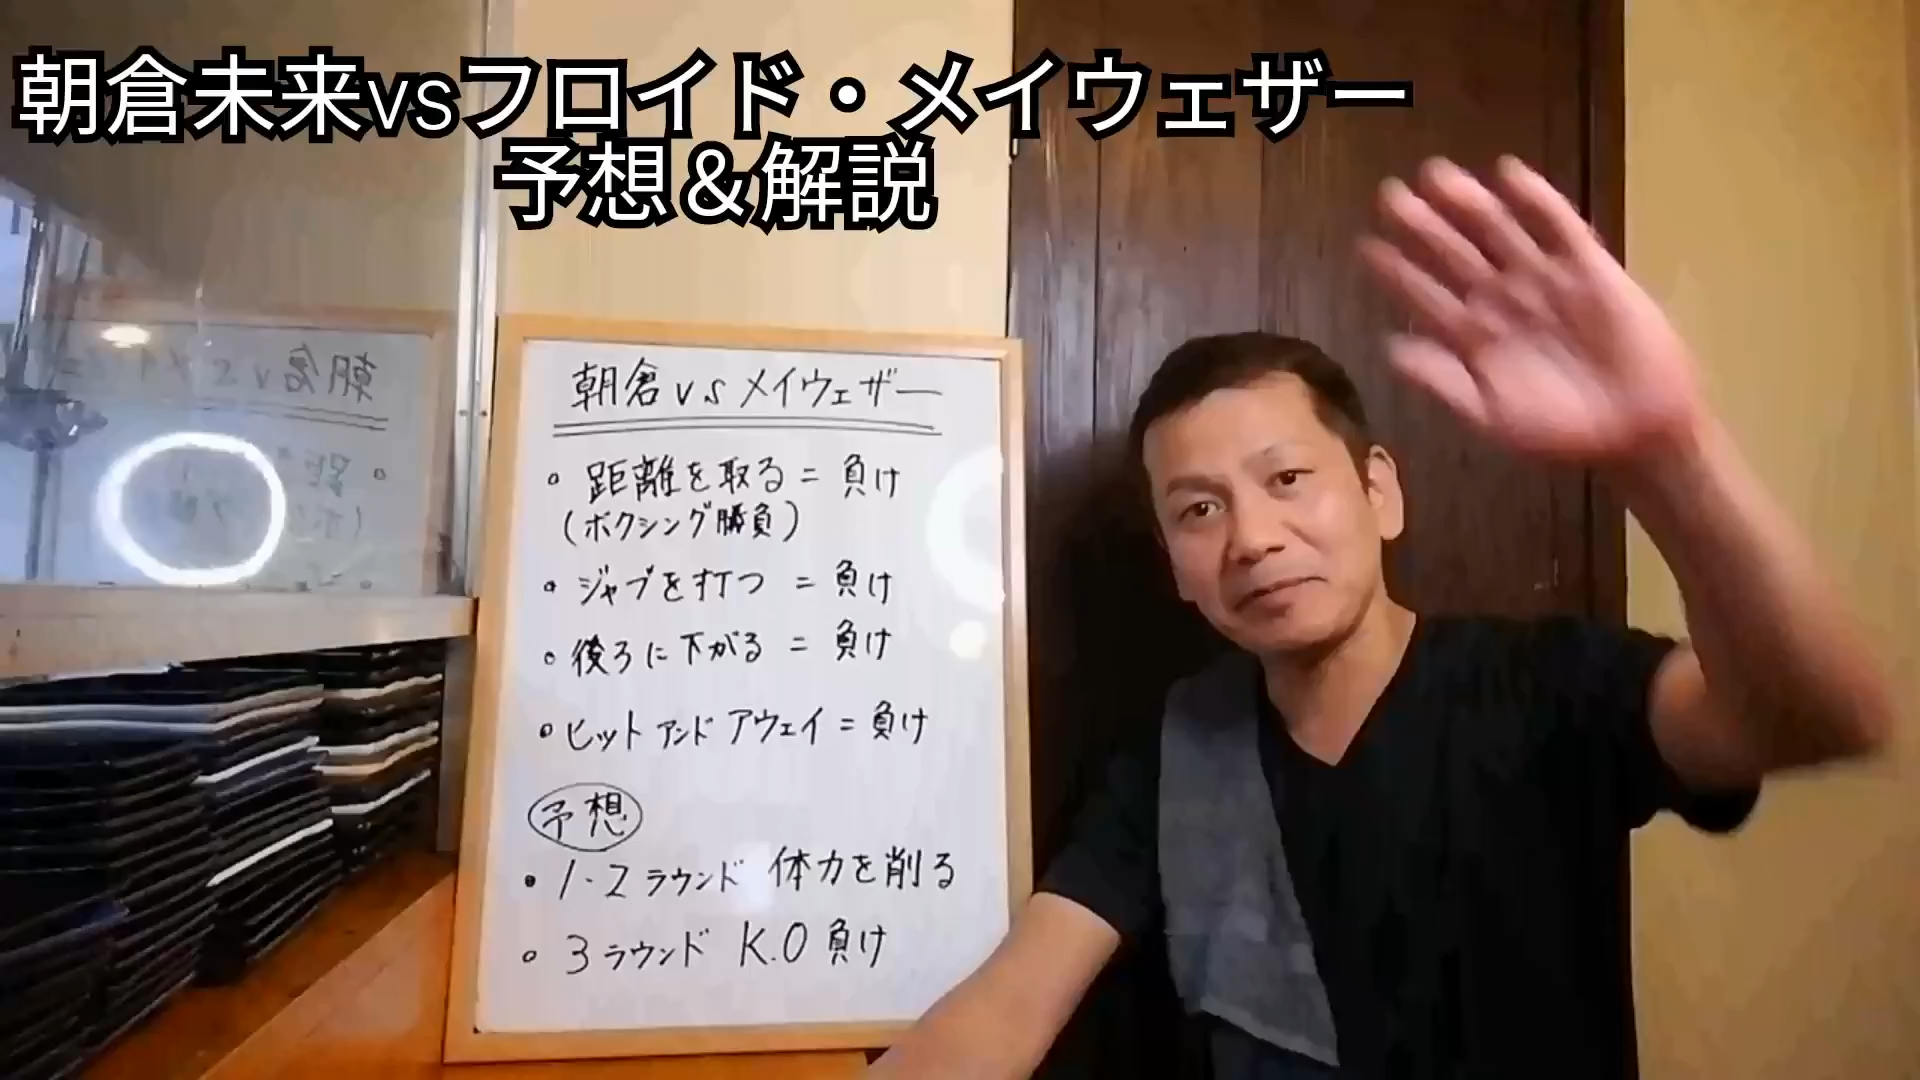 朝倉未来vsフロイド・メイウェザー
予想&解説
朝倉 vs メイウェザー
。距離を取る = 負け
(ボクシング勝負)
。ジャブを打つ = 負け
。後ろに下がる = 負け
。ヒット アンド アウェイ = 負け
予想
・1-2 ラウンド 体力を削る
。3 ラウンド K.O 負け